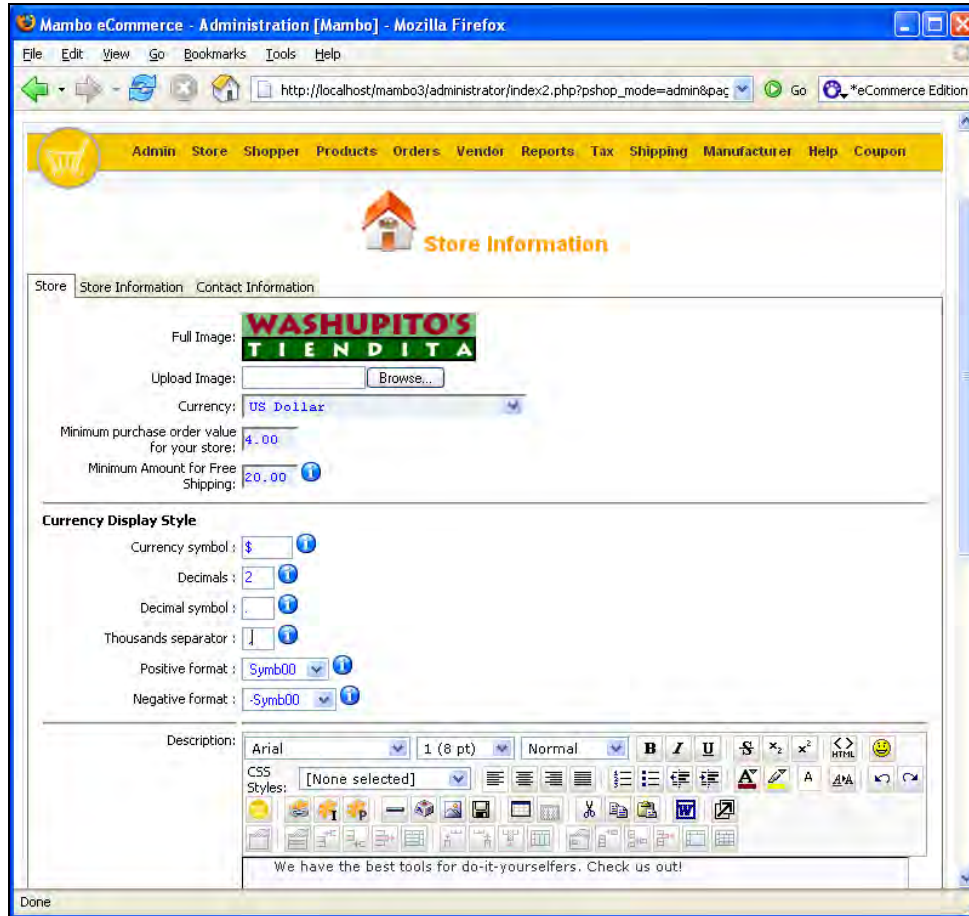 Mambo eCommerce - Administration [Mambo] - Mozilla Firefox
File Edit View Go Bookmarks Tools Help
http://localhost/mambo3/administrator/index2.php?pshop_mode=admin&pag Go *eCommerce Edition
Admin Store Shopper Products Orders Vendor Reports Tax Shipping Manufacturer Help Coupon
Store Information
Store Store Information Contact Information
Full Image: WASHUPITO'S
TIENDITA
Upload Image: Browse...
Currency: US Dollar
Minimum purchase order value
for your store: 4.00
Minimum Amount for Free
Shipping: 20.00
Currency Display Style
Currency symbol : $
Decimals : 2
Decimal symbol : .
Thousands separator :
Positive format : Symb00
Negative format : -Symb00
Description: Arial 1 (8 pt) Normal B I U S x₂ x² <> HTML
CSS
Styles: [None selected] A A A•A
I P W
We have the best tools for do-it-yourselfers. Check us out!
Done